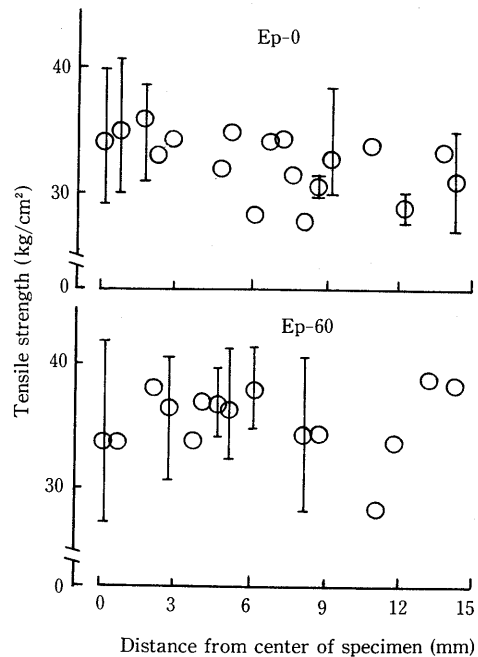 Ep-0
40
30
0
Tensile strength (kg/cm²)
Ep-60
40
30
0
0 3 6 9 12 15
Distance from center of specimen (mm)